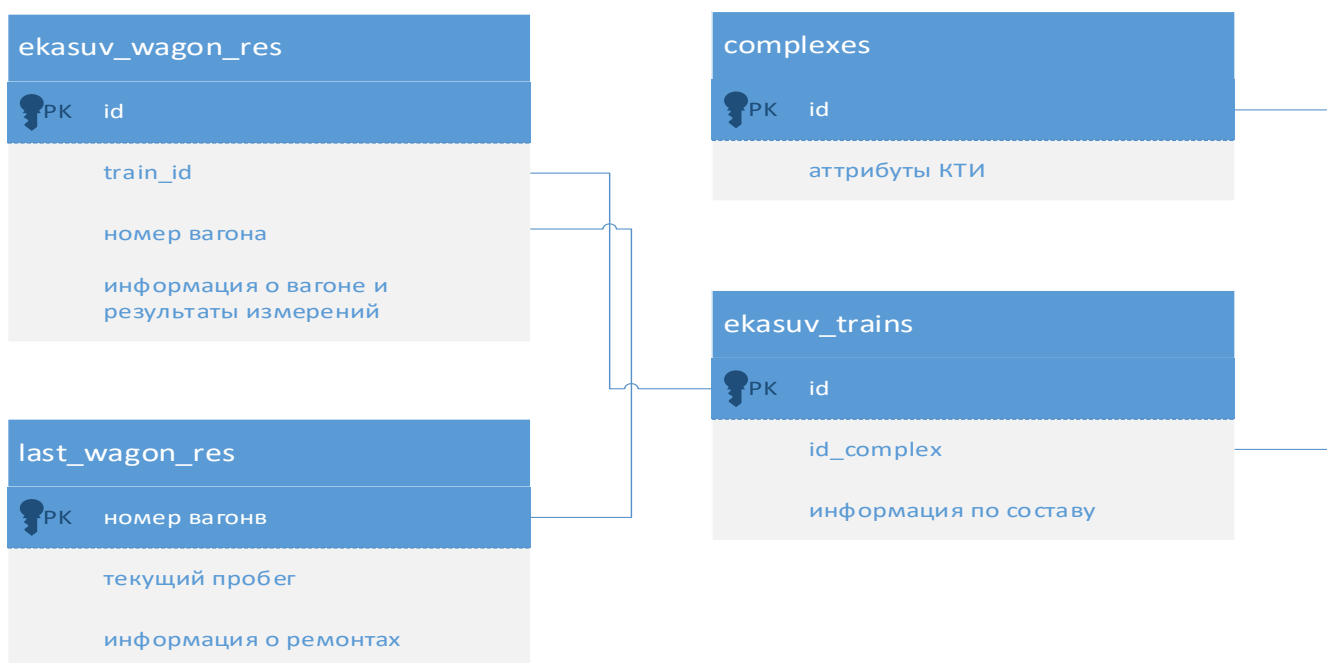 ekasuv_wagon_res
PK id
train_id
номер вагона
информация о вагоне и
результаты измерений
last_wagon_res
PK номер вагонв
текущий пробег
информация о ремонтах
complexes
PK id
аттрибуты КТИ
ekasuv_trains
PK id
id_complex
информация по составу